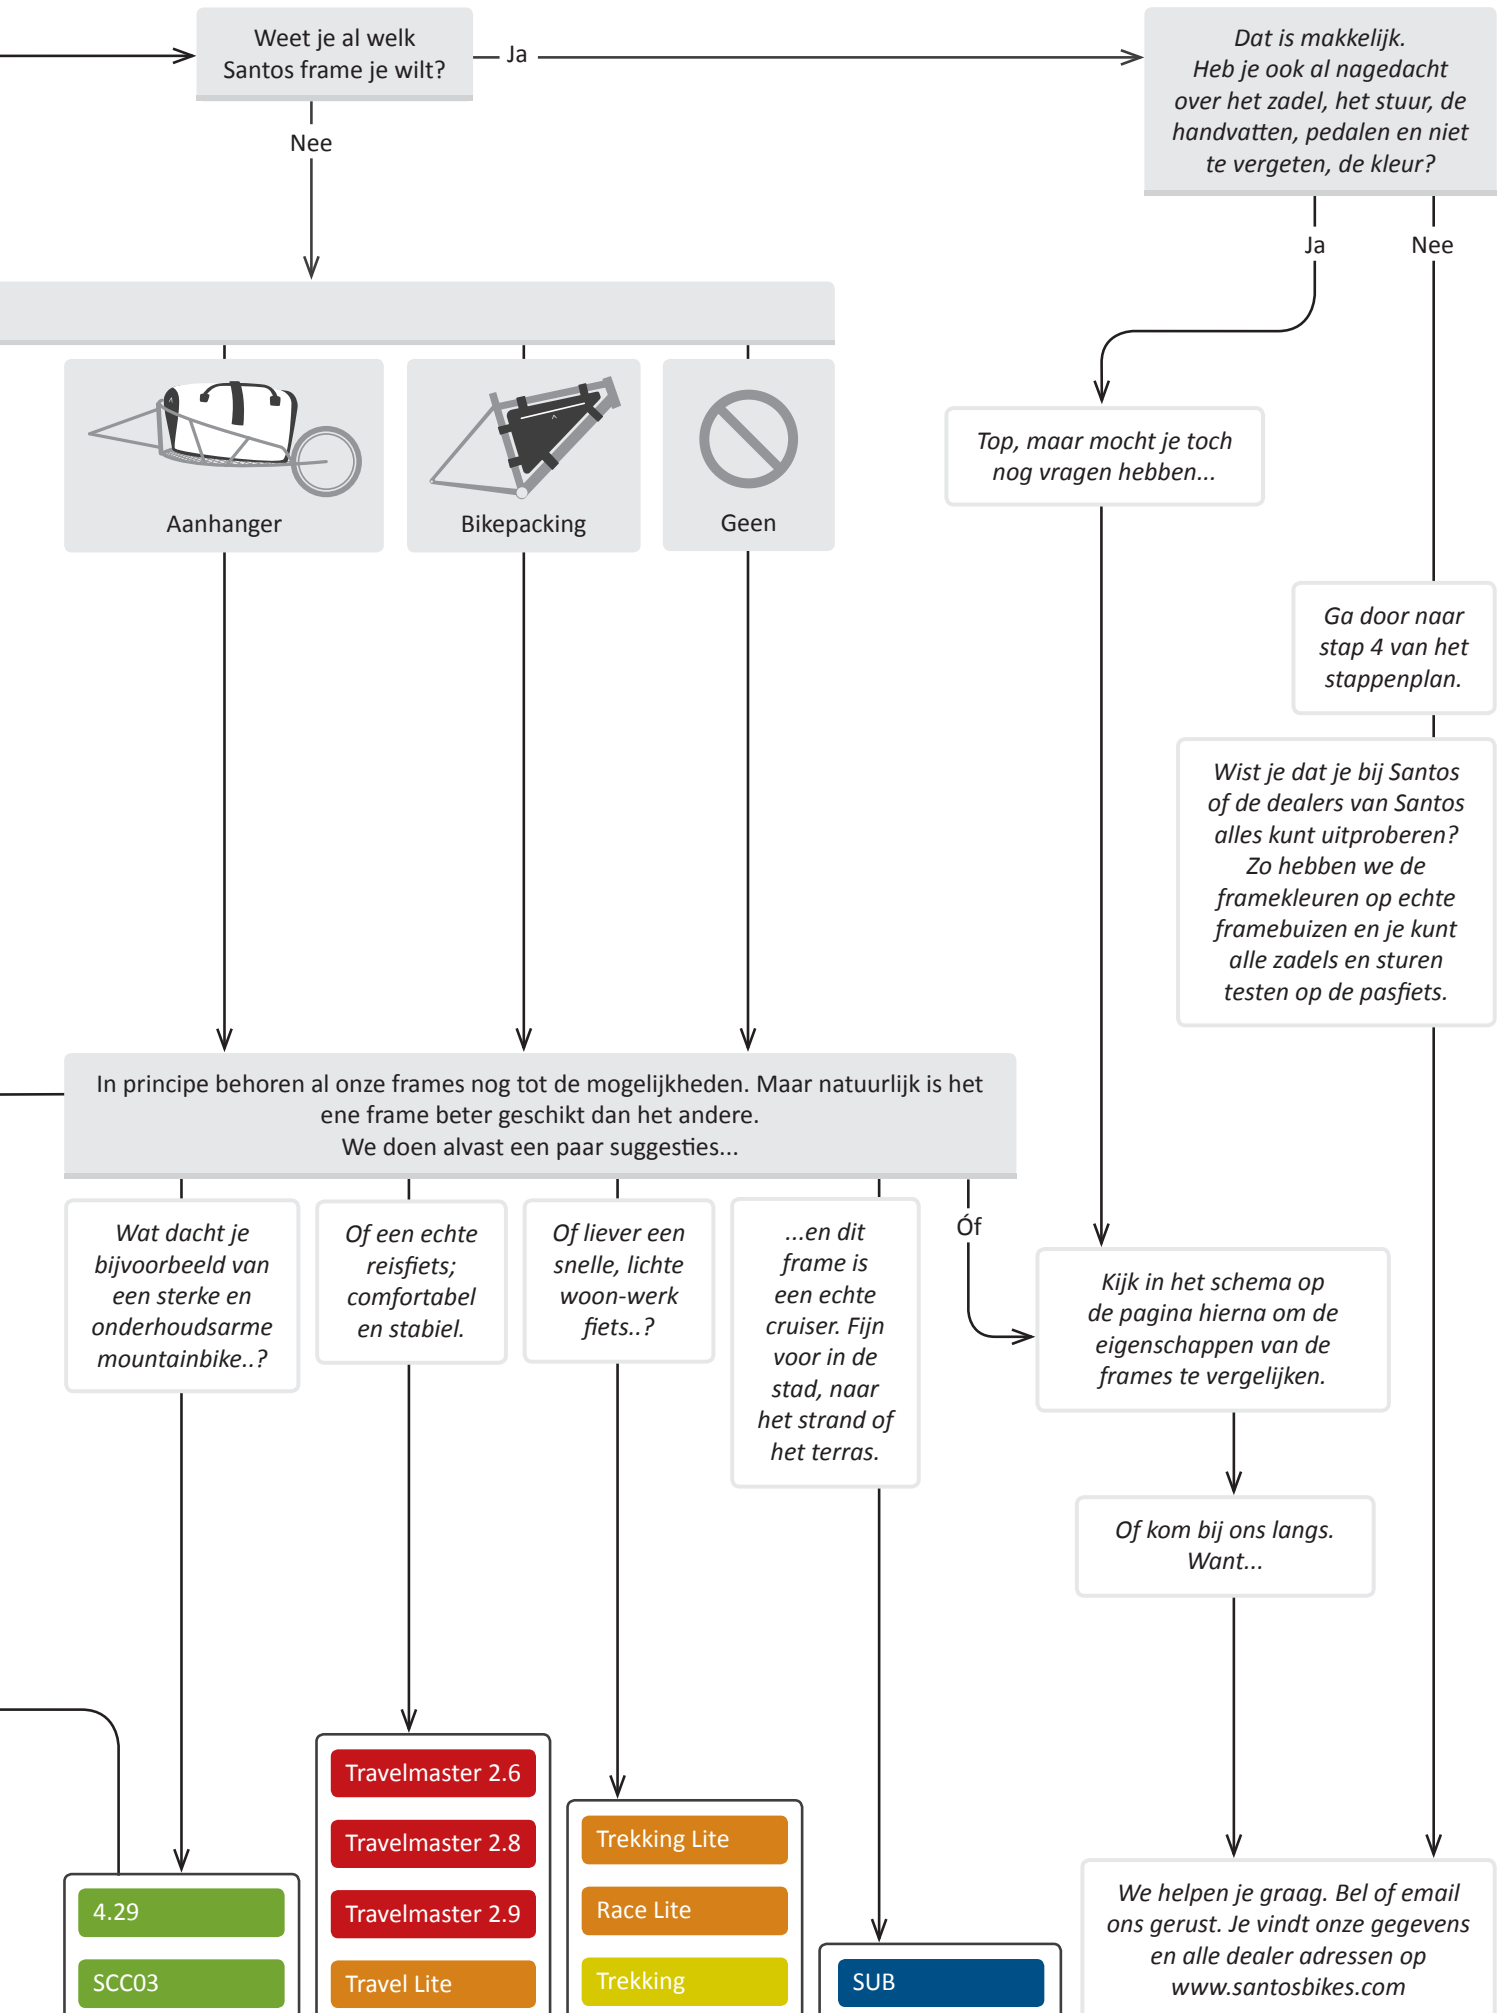 Weet je al welk
Santos frame je wilt?
Ja
Nee
Dat is makkelijk.
Heb je ook al nagedacht
over het zadel, het stuur, de
handvatten, pedalen en niet
te vergeten, de kleur?
Ja
Nee
Aanhanger
Bikepacking
Geen
Top, maar mocht je toch
nog vragen hebben...
Ga door naar
stap 4 van het
stappenplan.
Wist je dat je bij Santos
of de dealers van Santos
alles kunt uitproberen?
Zo hebben we de
framekleuren op echte
framebuizen en je kunt
alle zadels en sturen
testen op de pasfiets.
In principe behoren al onze frames nog tot de mogelijkheden. Maar natuurlijk is het
ene frame beter geschikt dan het andere.
We doen alvast een paar suggesties...
Wat dacht je
bijvoorbeeld van
een sterke en
onderhoudsarme
mountainbike..?
Of een echte
reisfiets;
comfortabel
en stabiel.
Of liever een
snelle, lichte
woon-werk
fiets..?
...en dit
frame is
een echte
cruiser. Fijn
voor in de
stad, naar
het strand of
het terras.
Óf
Kijk in het schema op
de pagina hierna om de
eigenschappen van de
frames te vergelijken.
Of kom bij ons langs.
Want...
4.29
SCC03
Travelmaster 2.6
Travelmaster 2.8
Travelmaster 2.9
Travel Lite
Trekking Lite
Race Lite
Trekking
SUB
We helpen je graag. Bel of email
ons gerust. Je vindt onze gegevens
en alle dealer adressen op
www.santosbikes.com